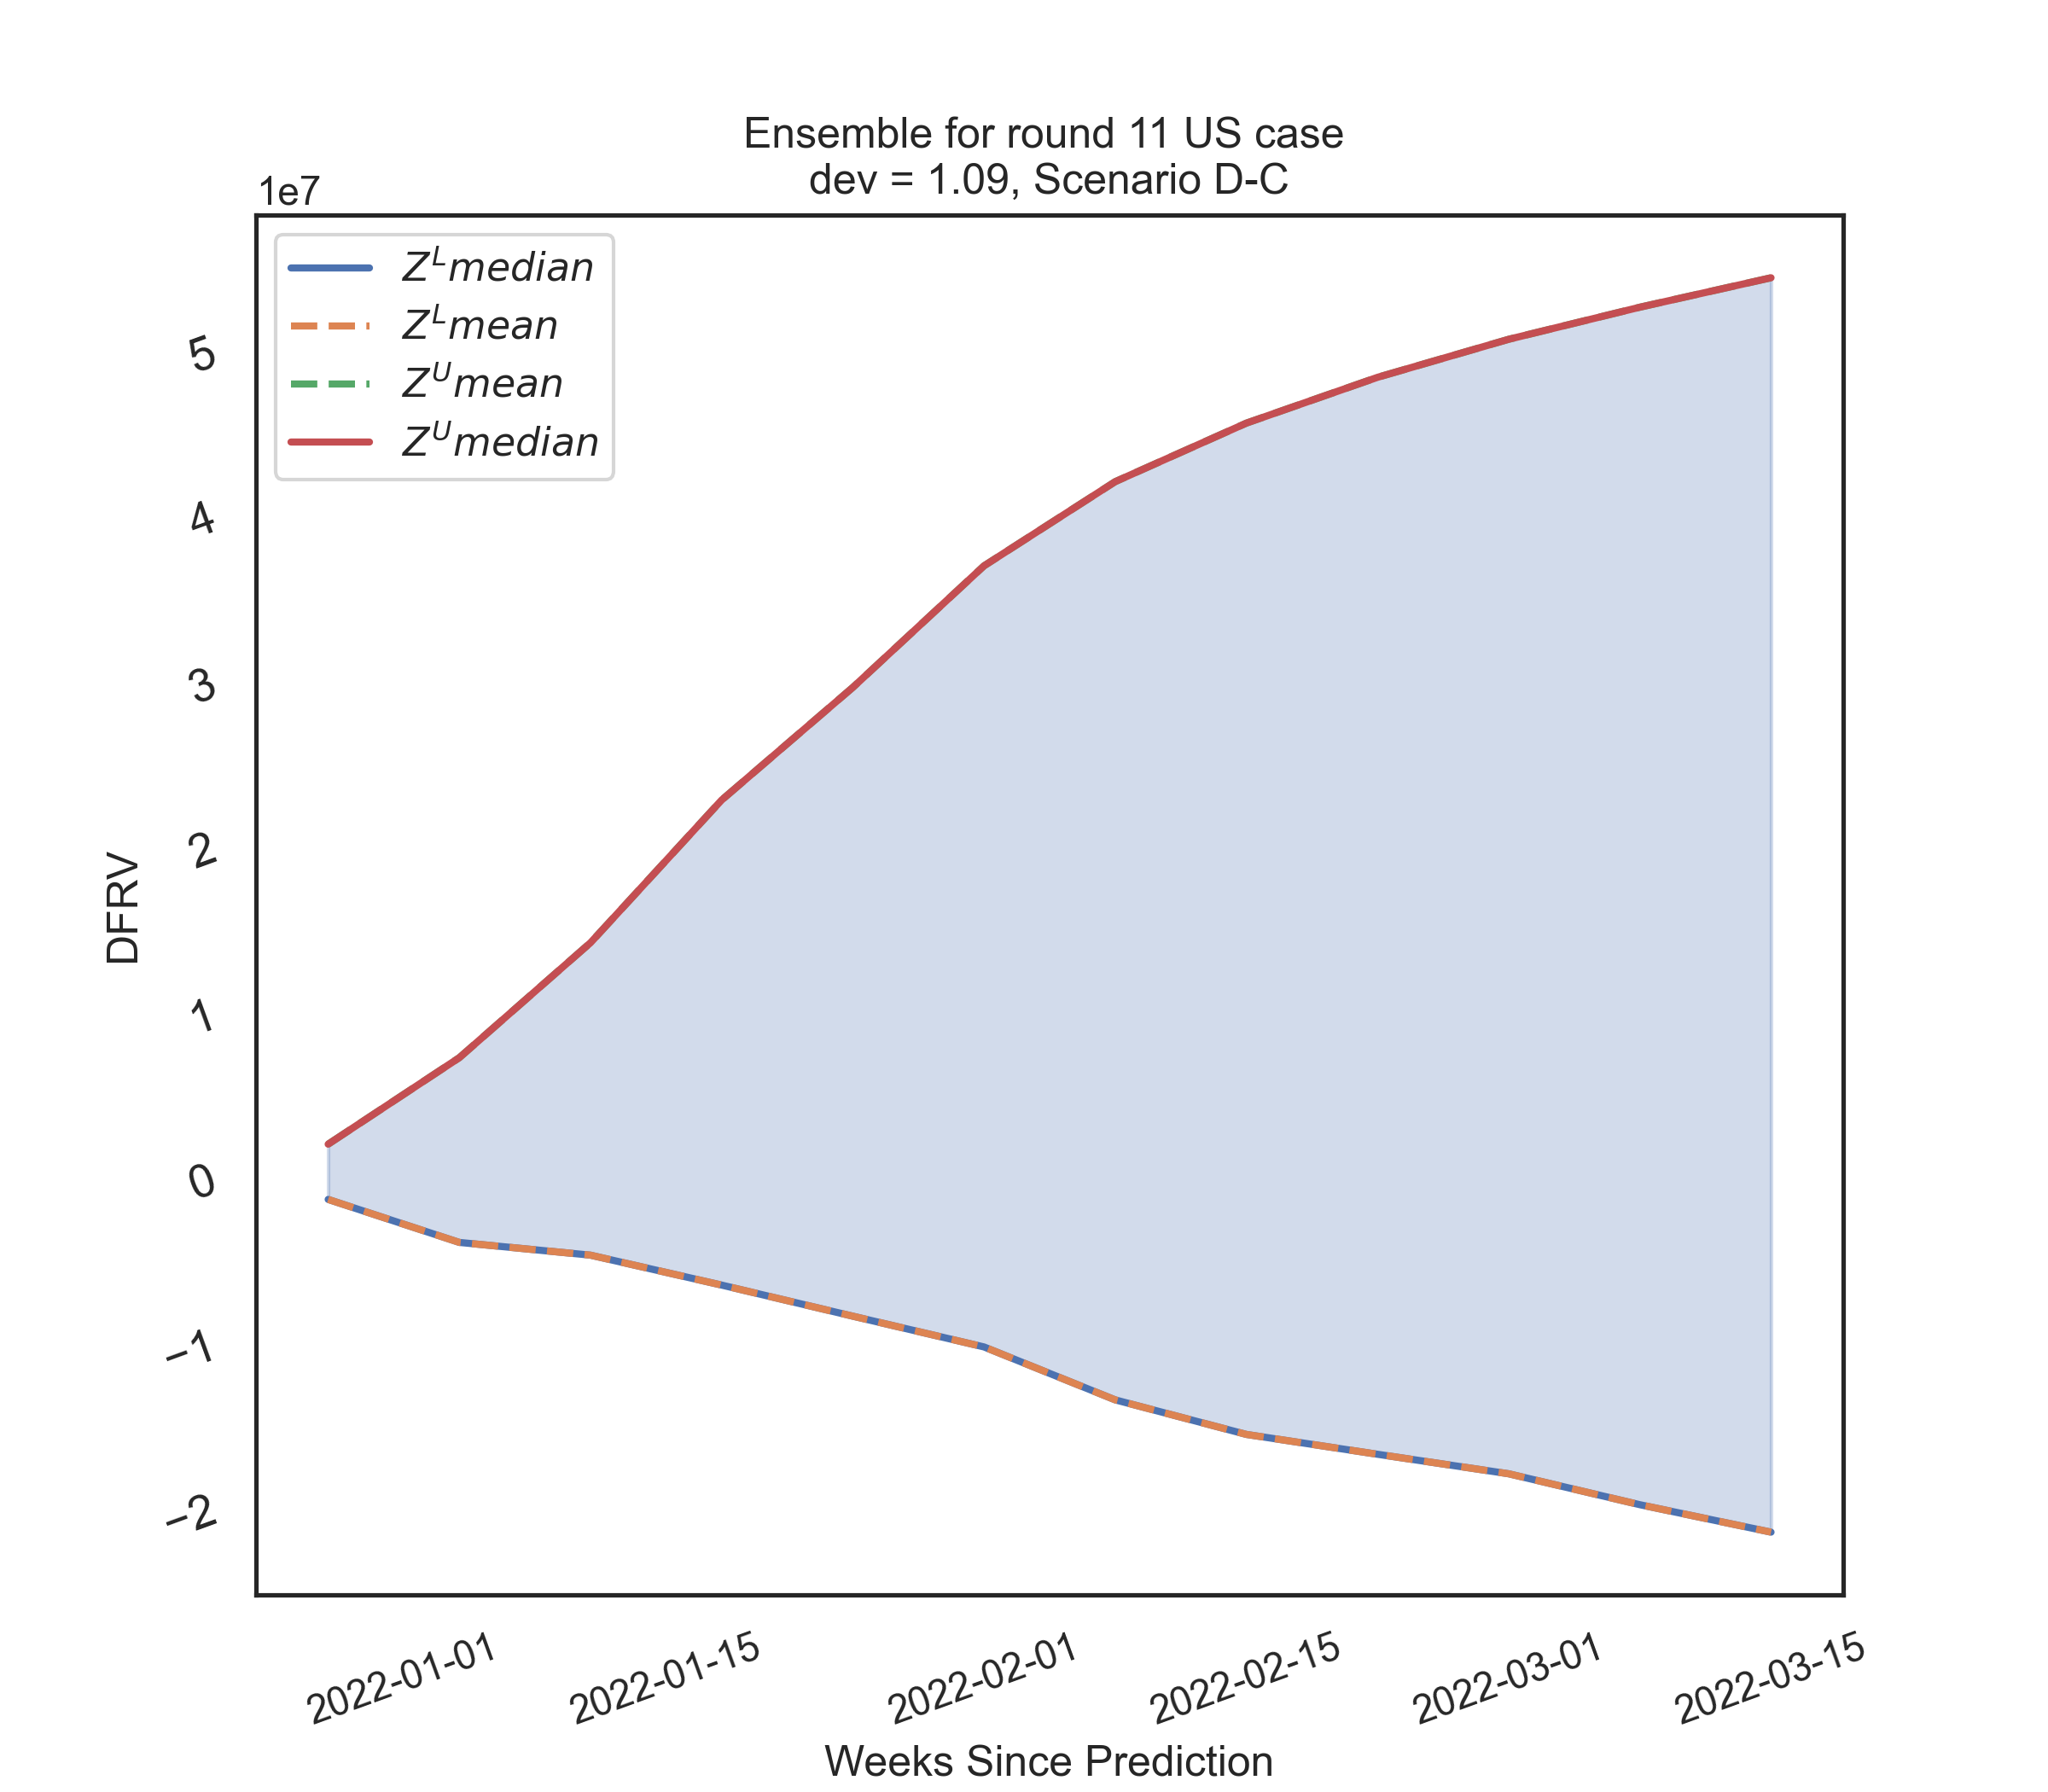 Ensemble for round 11 US case
dev = 1.09, Scenario D-C
1e7
Z^L median
Z^L mean
Z^U mean
Z^U median
5
4
3
2
1
0
−1
−2
DFRV
2022-01-01
2022-01-15
2022-02-01
2022-02-15
2022-03-01
2022-03-15
Weeks Since Prediction